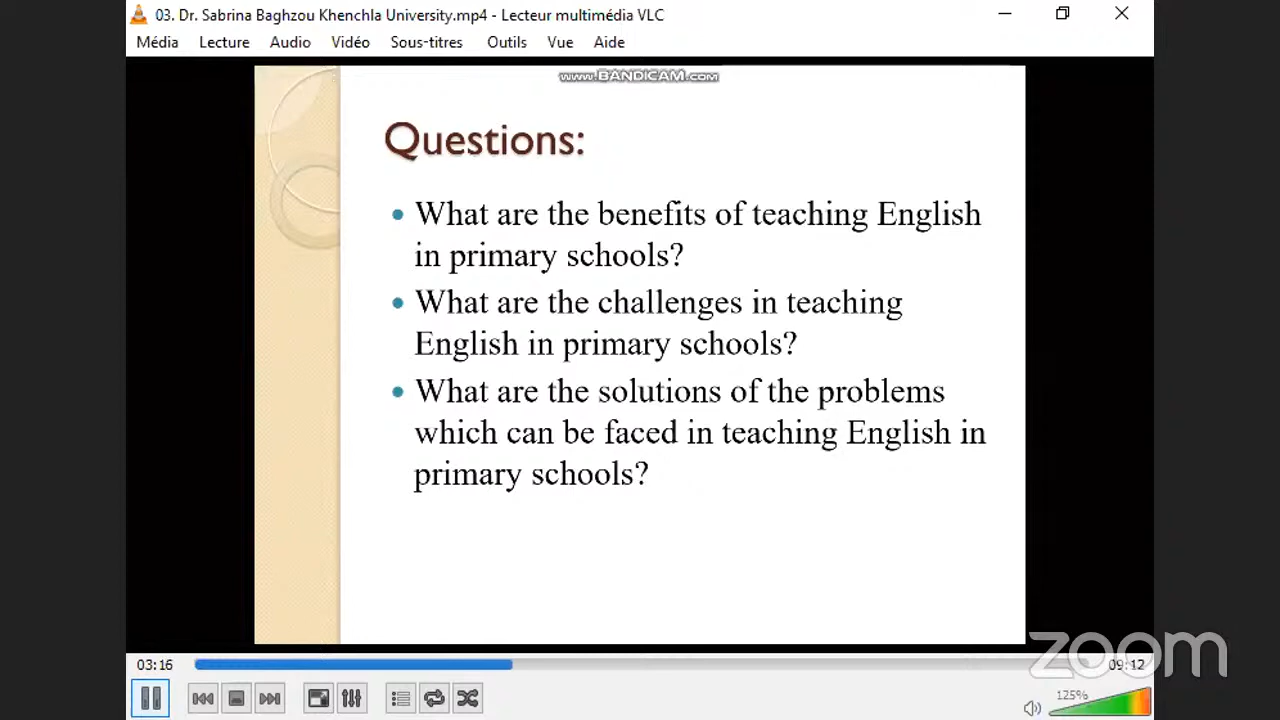 03. Dr. Sabrina Baghzou Khenchla University.mp4 - Lecteur multimédia VLC
Média Lecture Audio Vidéo Sous-titres Outils Vue Aide
www.BANDICAM.com
Questions:
• What are the benefits of teaching English
in primary schools?
• What are the challenges in teaching
English in primary schools?
• What are the solutions of the problems
which can be faced in teaching English in
primary schools?
zoom
03:16 09:12
125%